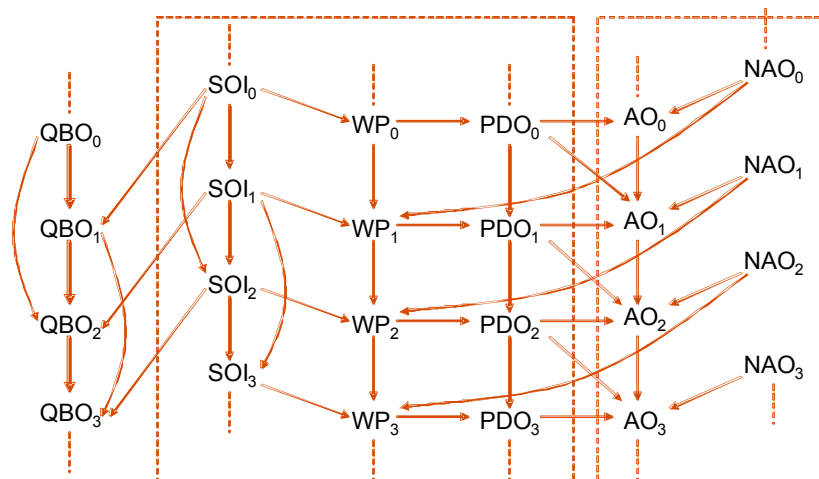 SOI₀
NAO₀
QBO₀
WP₀
PDO₀
AO₀
SOI₁
NAO₁
QBO₁
WP₁
PDO₁
AO₁
SOI₂
NAO₂
QBO₂
WP₂
PDO₂
AO₂
SOI₃
NAO₃
QBO₃
WP₃
PDO₃
AO₃